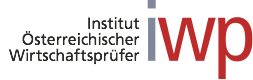 Institut
Österreichischer
Wirtschaftsprüfer
iwp